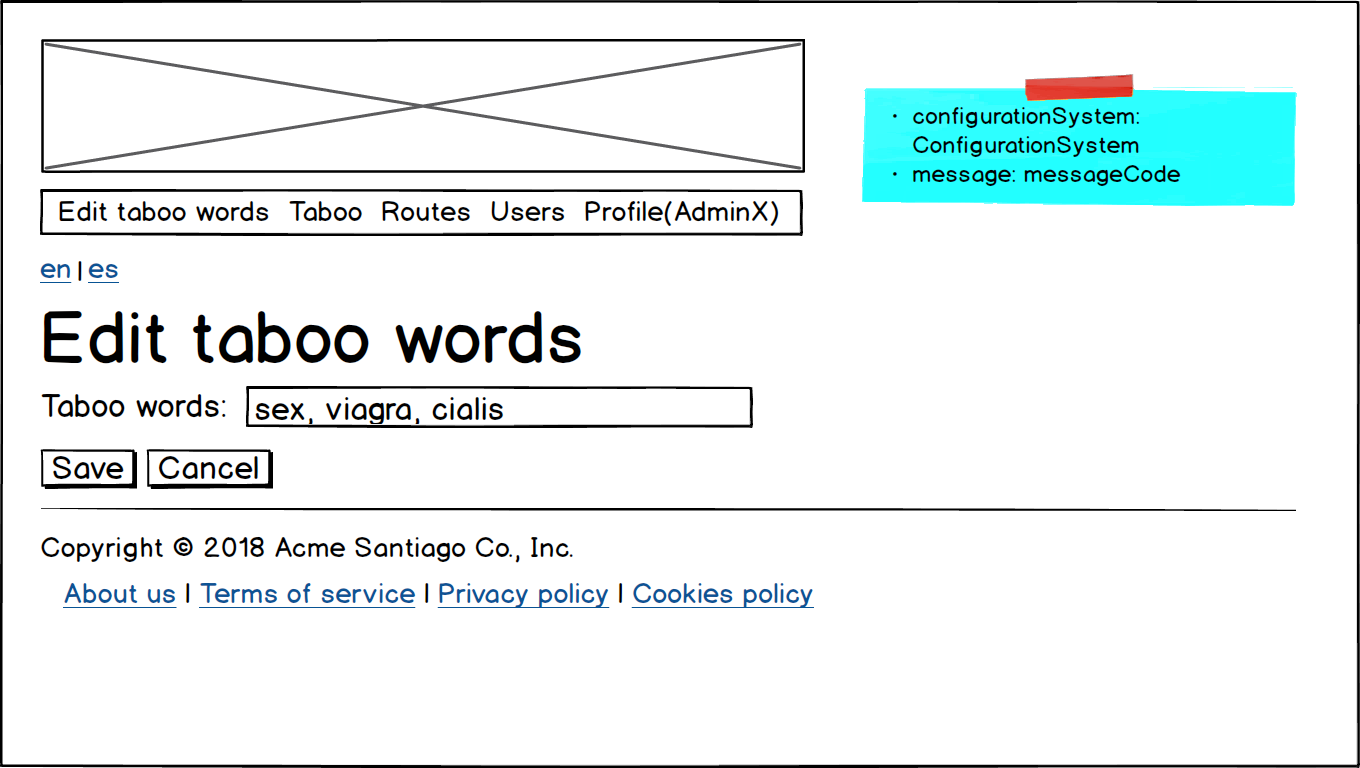 • configurationSystem:
ConfigurationSystem
• message: messageCode
Edit taboo words Taboo Routes Users Profile(AdminX)
en | es
Edit taboo words
Taboo words: sex, viagra, cialis
Save Cancel
Copyright © 2018 Acme Santiago Co., Inc.
About us | Terms of service | Privacy policy | Cookies policy